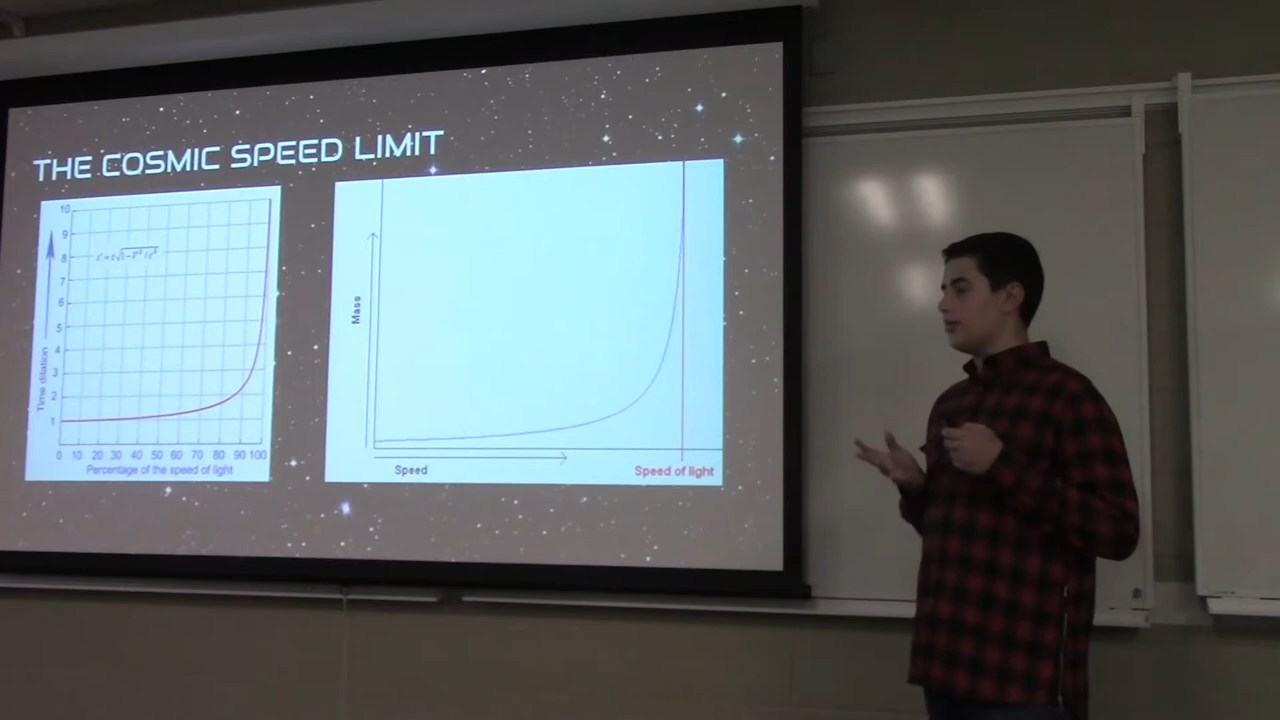 THE COSMIC SPEED LIMIT
10
9
8
7
6
5
4
3
2
1
Time dilation
0 10 20 30 40 50 60 70 80 90 100
Percentage of the speed of light
Mass
Speed
Speed of light